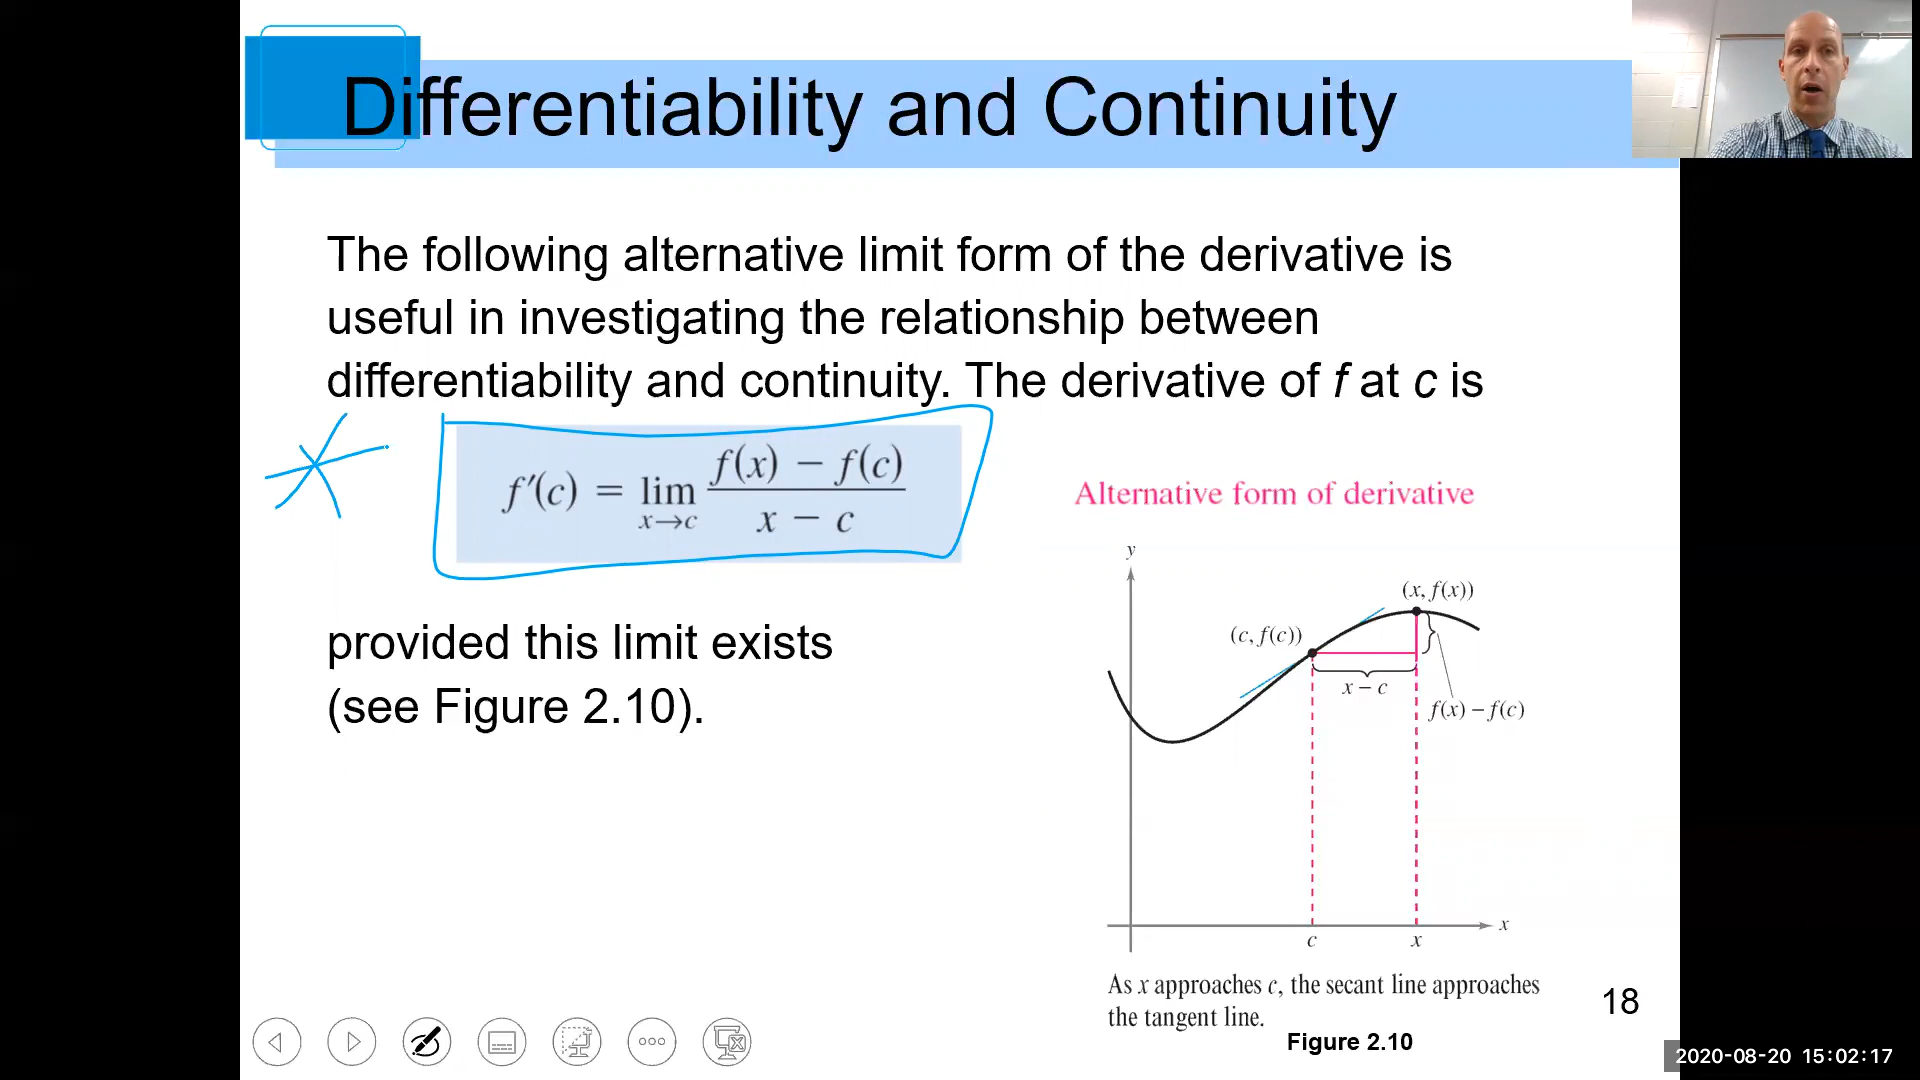 Differentiability and Continuity
The following alternative limit form of the derivative is
useful in investigating the relationship between
differentiability and continuity. The derivative of f at c is
f′(c) = lim x→c f(x) − f(c) / x − c
Alternative form of derivative
provided this limit exists
(see Figure 2.10).
y
(x, f(x))
(c, f(c))
x − c
f(x) − f(c)
x
c
x
As x approaches c, the secant line approaches
the tangent line.
Figure 2.10
18
2020-08-20 15:02:17